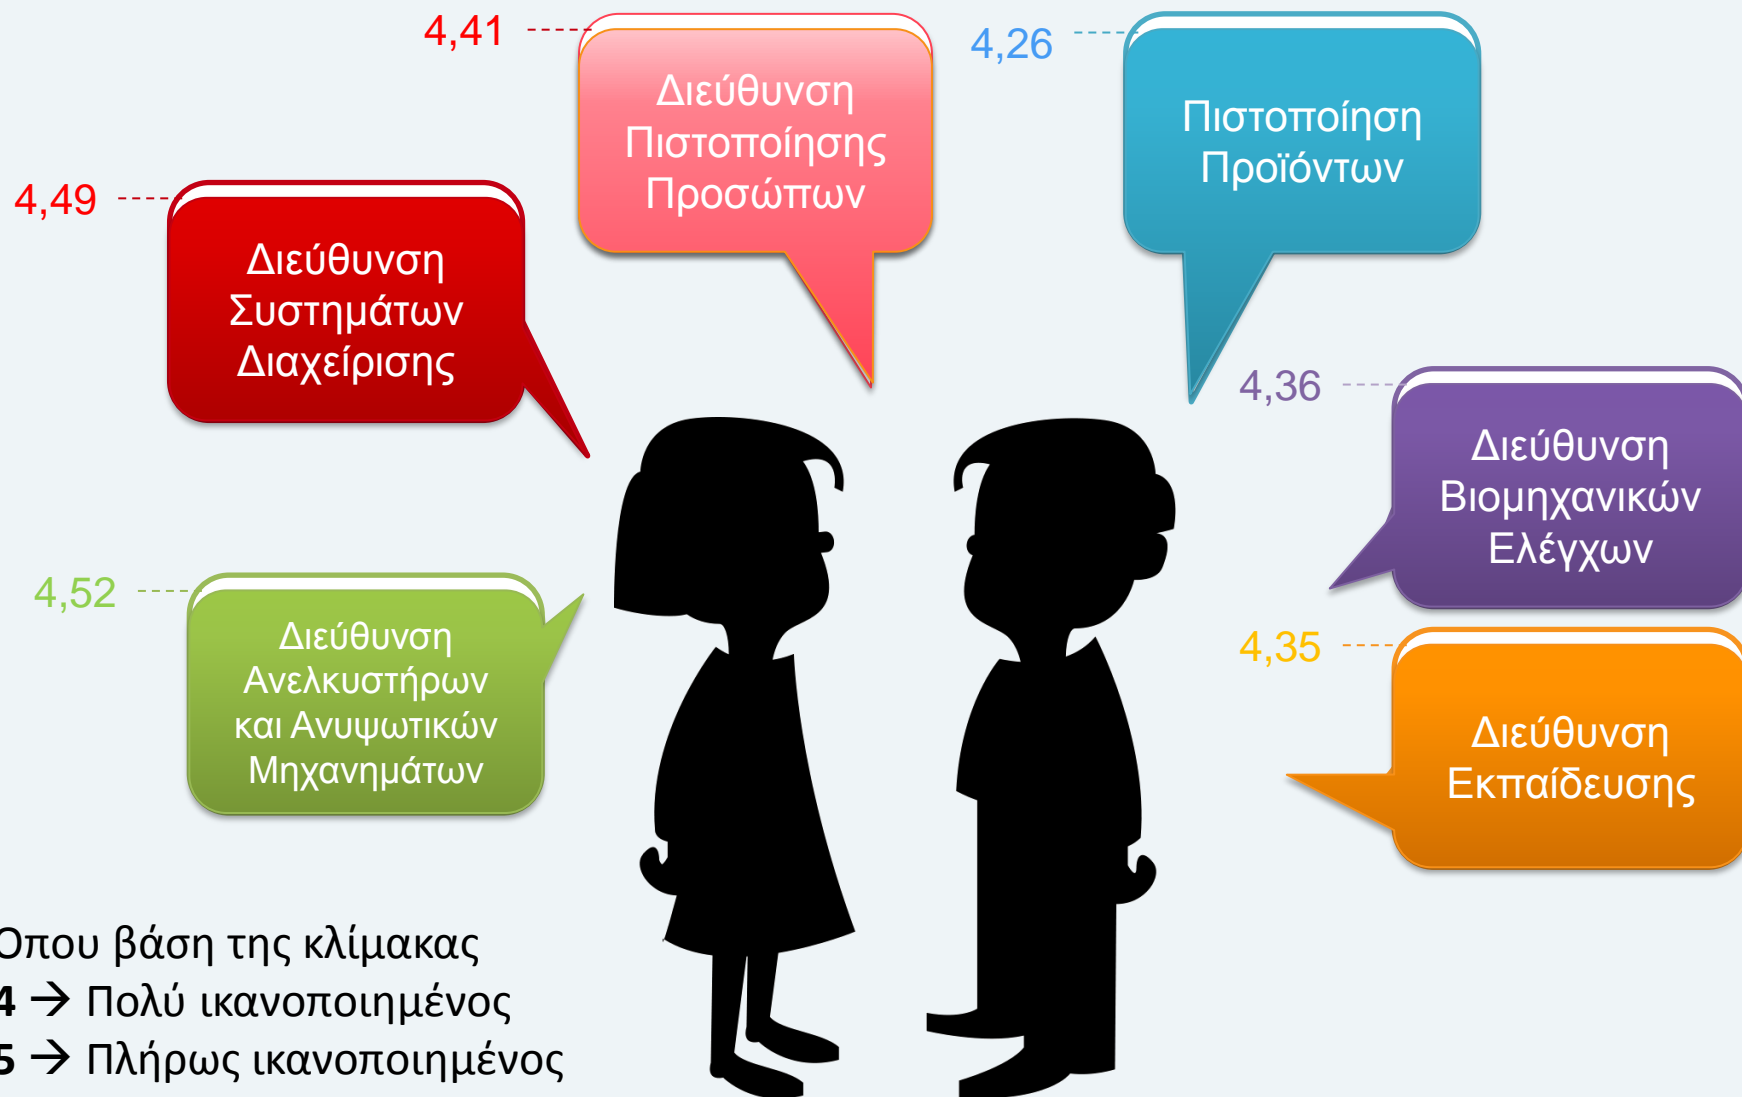 4,41
Διεύθυνση
Πιστοποίησης
Προσώπων
4,26
Πιστοποίηση
Προϊόντων
4,49
Διεύθυνση
Συστημάτων
Διαχείρισης
4,36
Διεύθυνση
Βιομηχανικών
Ελέγχων
4,52
Διεύθυνση
Ανελκυστήρων
και Ανυψωτικών
Μηχανημάτων
4,35
Διεύθυνση
Εκπαίδευσης
Οπου βάση της κλίμακας
4 → Πολύ ικανοποιημένος
5 → Πλήρως ικανοποιημένος